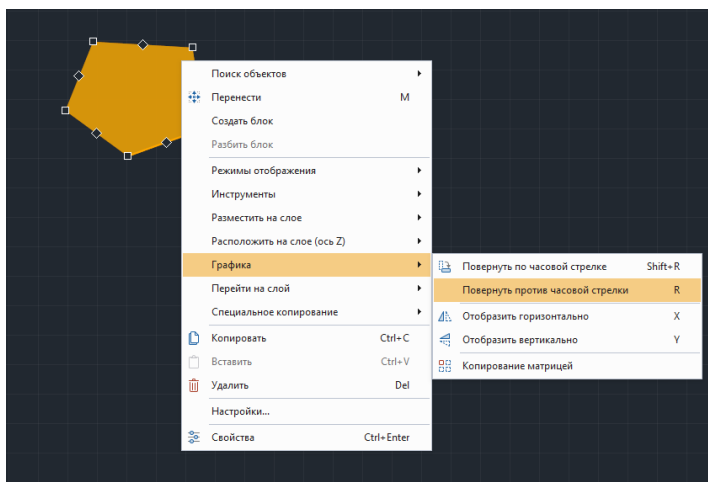 Поиск объектов
Перенести M
Создать блок
Разбить блок
Режимы отображения
Инструменты
Разместить на слое
Расположить на слое (ось Z)
Графика
Перейти на слой
Специальное копирование
Копировать Ctrl+C
Вставить Ctrl+V
Удалить Del
Настройки...
Свойства Ctrl+Enter
Повернуть по часовой стрелке Shift+R
Повернуть против часовой стрелки R
Отобразить горизонтально X
Отобразить вертикально Y
Копирование матрицей